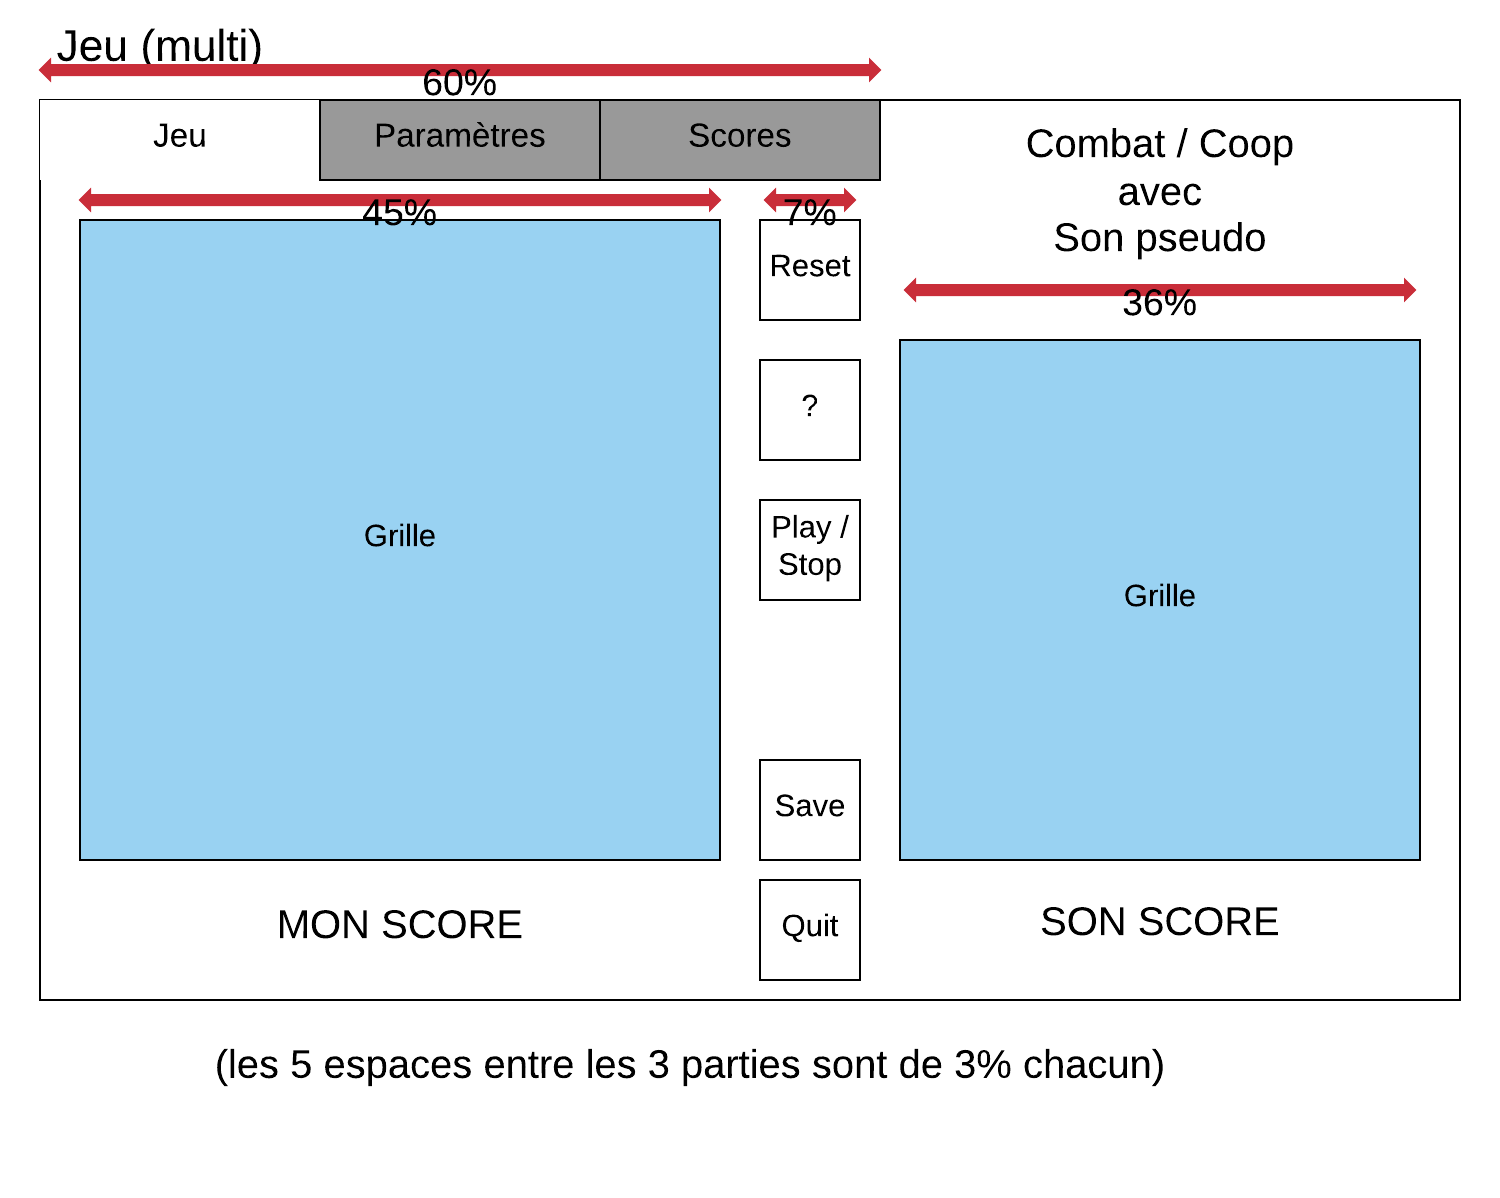 Jeu (multi)
60%
Jeu
Paramètres
Scores
Combat / Coop
avec
Son pseudo
45%
7%
36%
Reset
?
Play /
Stop
Grille
Grille
Save
Quit
MON SCORE
SON SCORE
(les 5 espaces entre les 3 parties sont de 3% chacun)